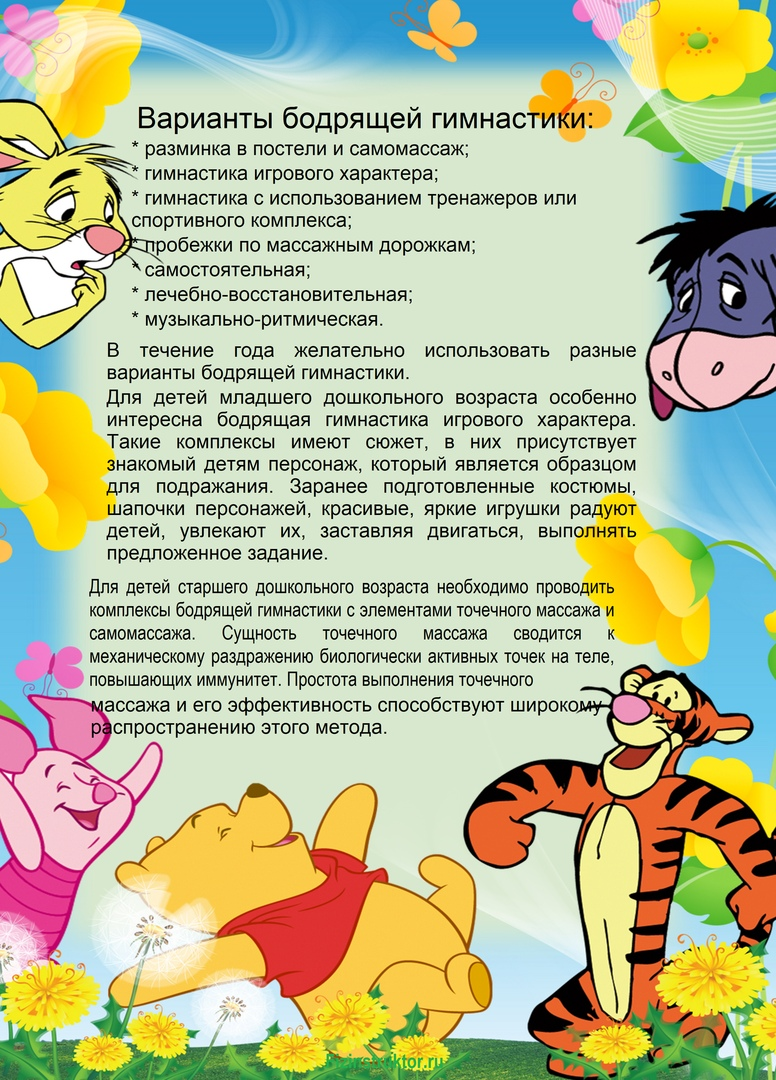 Варианты бодрящей гимнастики:
* разминка в постели и самомассаж;
* гимнастика игрового характера;
* гимнастика с использованием тренажеров или
спортивного комплекса;
* пробежки по массажным дорожкам;
* самостоятельная;
* лечебно-восстановительная;
* музыкально-ритмическая.
В течение года желательно использовать разные
варианты бодрящей гимнастики.
Для детей младшего дошкольного возраста особенно
интересна бодрящая гимнастика игрового характера.
Такие комплексы имеют сюжет, в них присутствует
знакомый детям персонаж, который является образцом
для подражания. Заранее подготовленные костюмы,
шапочки персонажей, красивые, яркие игрушки радуют
детей, увлекают их, заставляя двигаться, выполнять
предложенное задание.
Для детей старшего дошкольного возраста необходимо проводить
комплексы бодрящей гимнастики с элементами точечного массажа и
самомассажа. Сущность точечного массажа сводится к
механическому раздражению биологически активных точек на теле,
повышающих иммунитет. Простота выполнения точечного
массажа и его эффективность способствуют широкому
распространению этого метода.